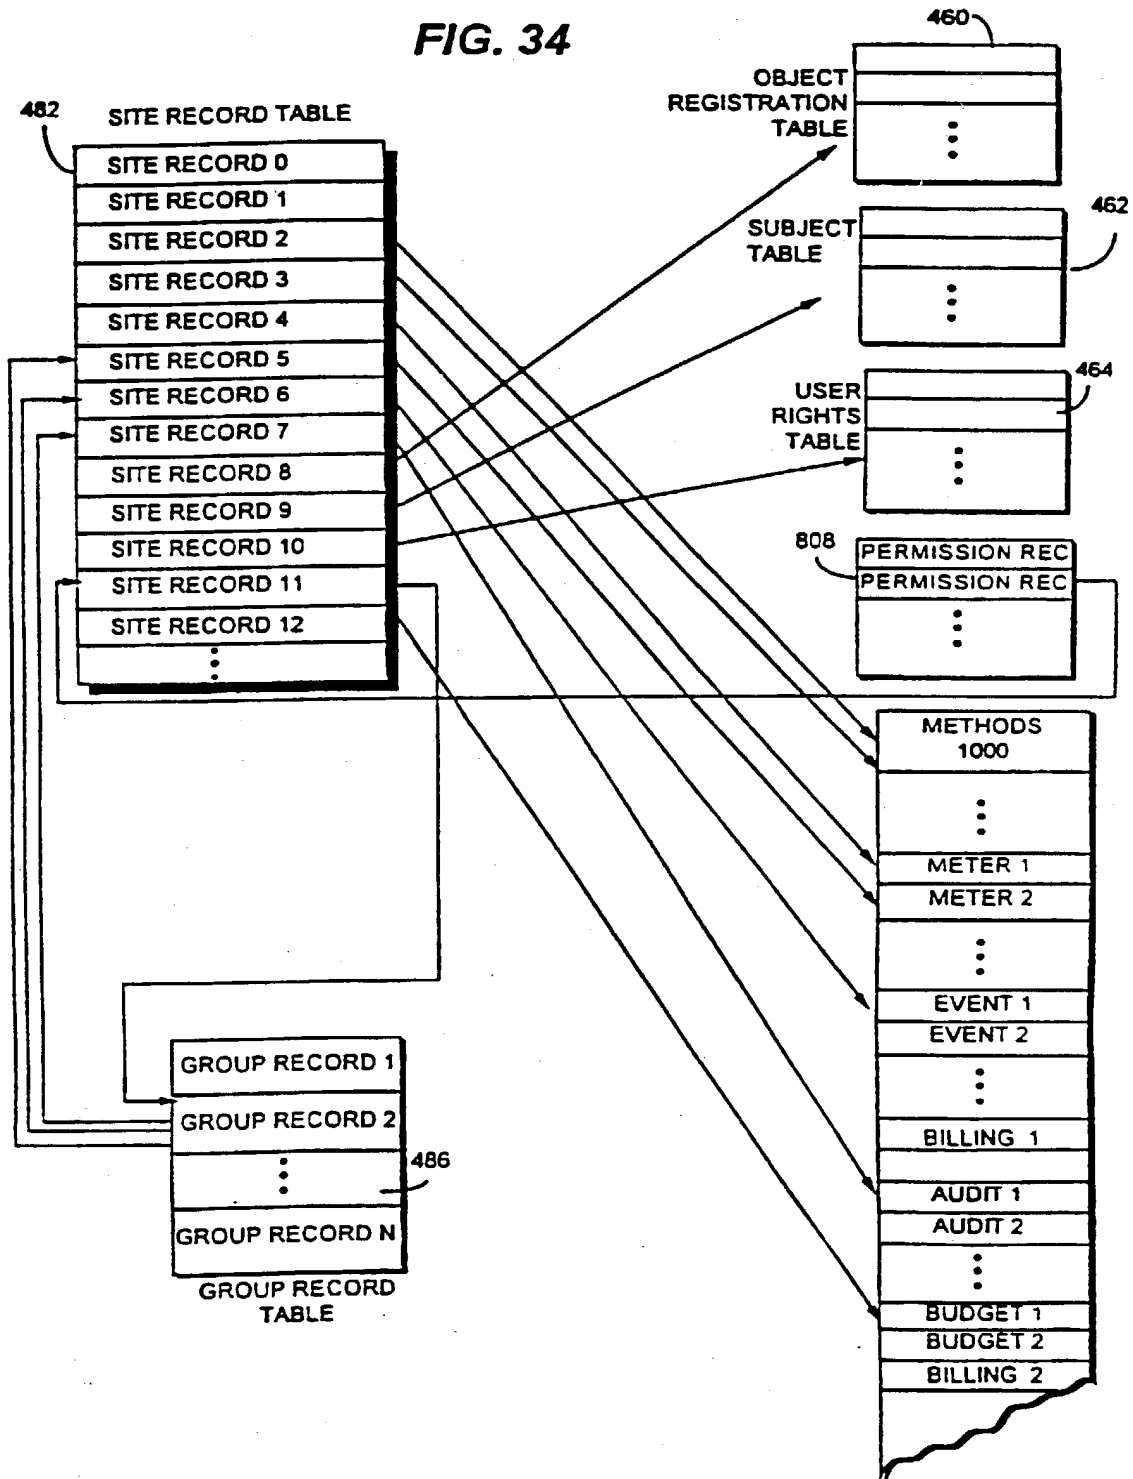 FIG. 34
482
SITE RECORD TABLE
SITE RECORD 0
SITE RECORD 1
SITE RECORD 2
SITE RECORD 3
SITE RECORD 4
SITE RECORD 5
SITE RECORD 6
SITE RECORD 7
SITE RECORD 8
SITE RECORD 9
SITE RECORD 10
SITE RECORD 11
SITE RECORD 12
460
OBJECT
REGISTRATION
TABLE
SUBJECT
TABLE
462
USER
RIGHTS
TABLE
464
808
PERMISSION REC
PERMISSION REC
METHODS
1000
METER 1
METER 2
EVENT 1
EVENT 2
BILLING 1
AUDIT 1
AUDIT 2
BUDGET 1
BUDGET 2
BILLING 2
GROUP RECORD 1
GROUP RECORD 2
486
GROUP RECORD N
GROUP RECORD
TABLE